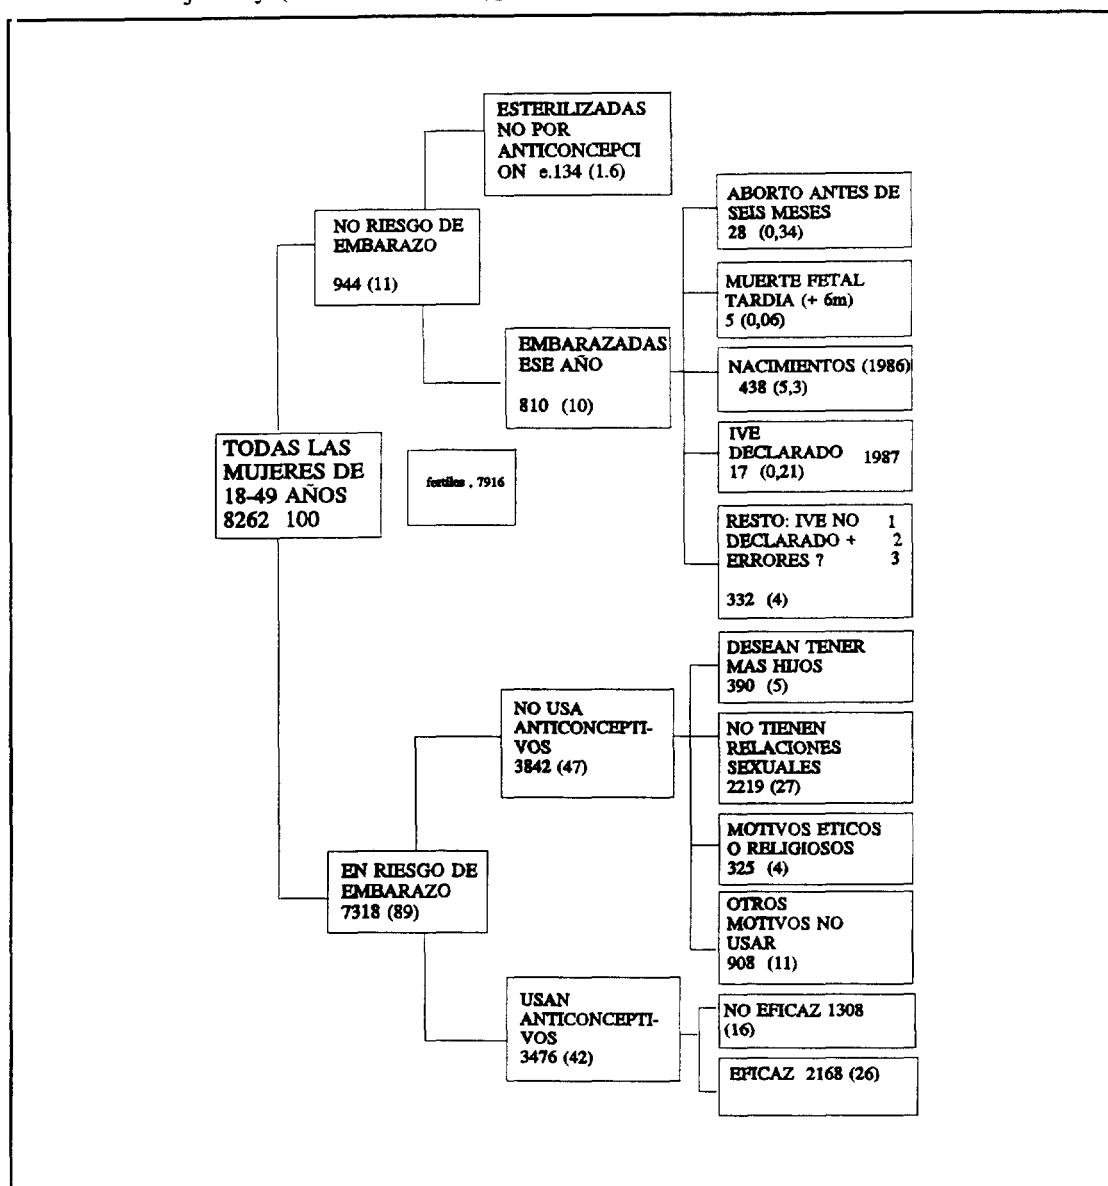 ESTERILIZADAS
NO POR
ANTICONCEPCI
ON e.134 (1.6)
NO RIESGO DE
EMBARAZO
944 (11)
ABORTO ANTES DE
SEIS MESES
28 (0,34)
MUERTE FETAL
TARDIA (+ 6m)
5 (0,06)
EMBARAZADAS
ESE AÑO
810 (10)
NACIMIENTOS (1986)
438 (5,3)
IVE
DECLARADO 1987
17 (0,21)
RESTO: IVE NO 1
DECLARADO + 2
ERRORES ? 3
332 (4)
TODAS LAS
MUJERES DE
18-49 AÑOS
8262 100
fertiles , 7916
DESEAN TENER
MAS HIJOS
390 (5)
NO USA
ANTICONCEPTI-
VOS
3842 (47)
NO TIENEN
RELACIONES
SEXUALES
2219 (27)
MOTIVOS ETICOS
O RELIGIOSOS
325 (4)
OTROS
MOTIVOS NO
USAR
908 (11)
EN RIESGO DE
EMBARAZO
7318 (89)
USAN
ANTICONCEPTI-
VOS
3476 (42)
NO EFICAZ 1308
(16)
EFICAZ 2168 (26)